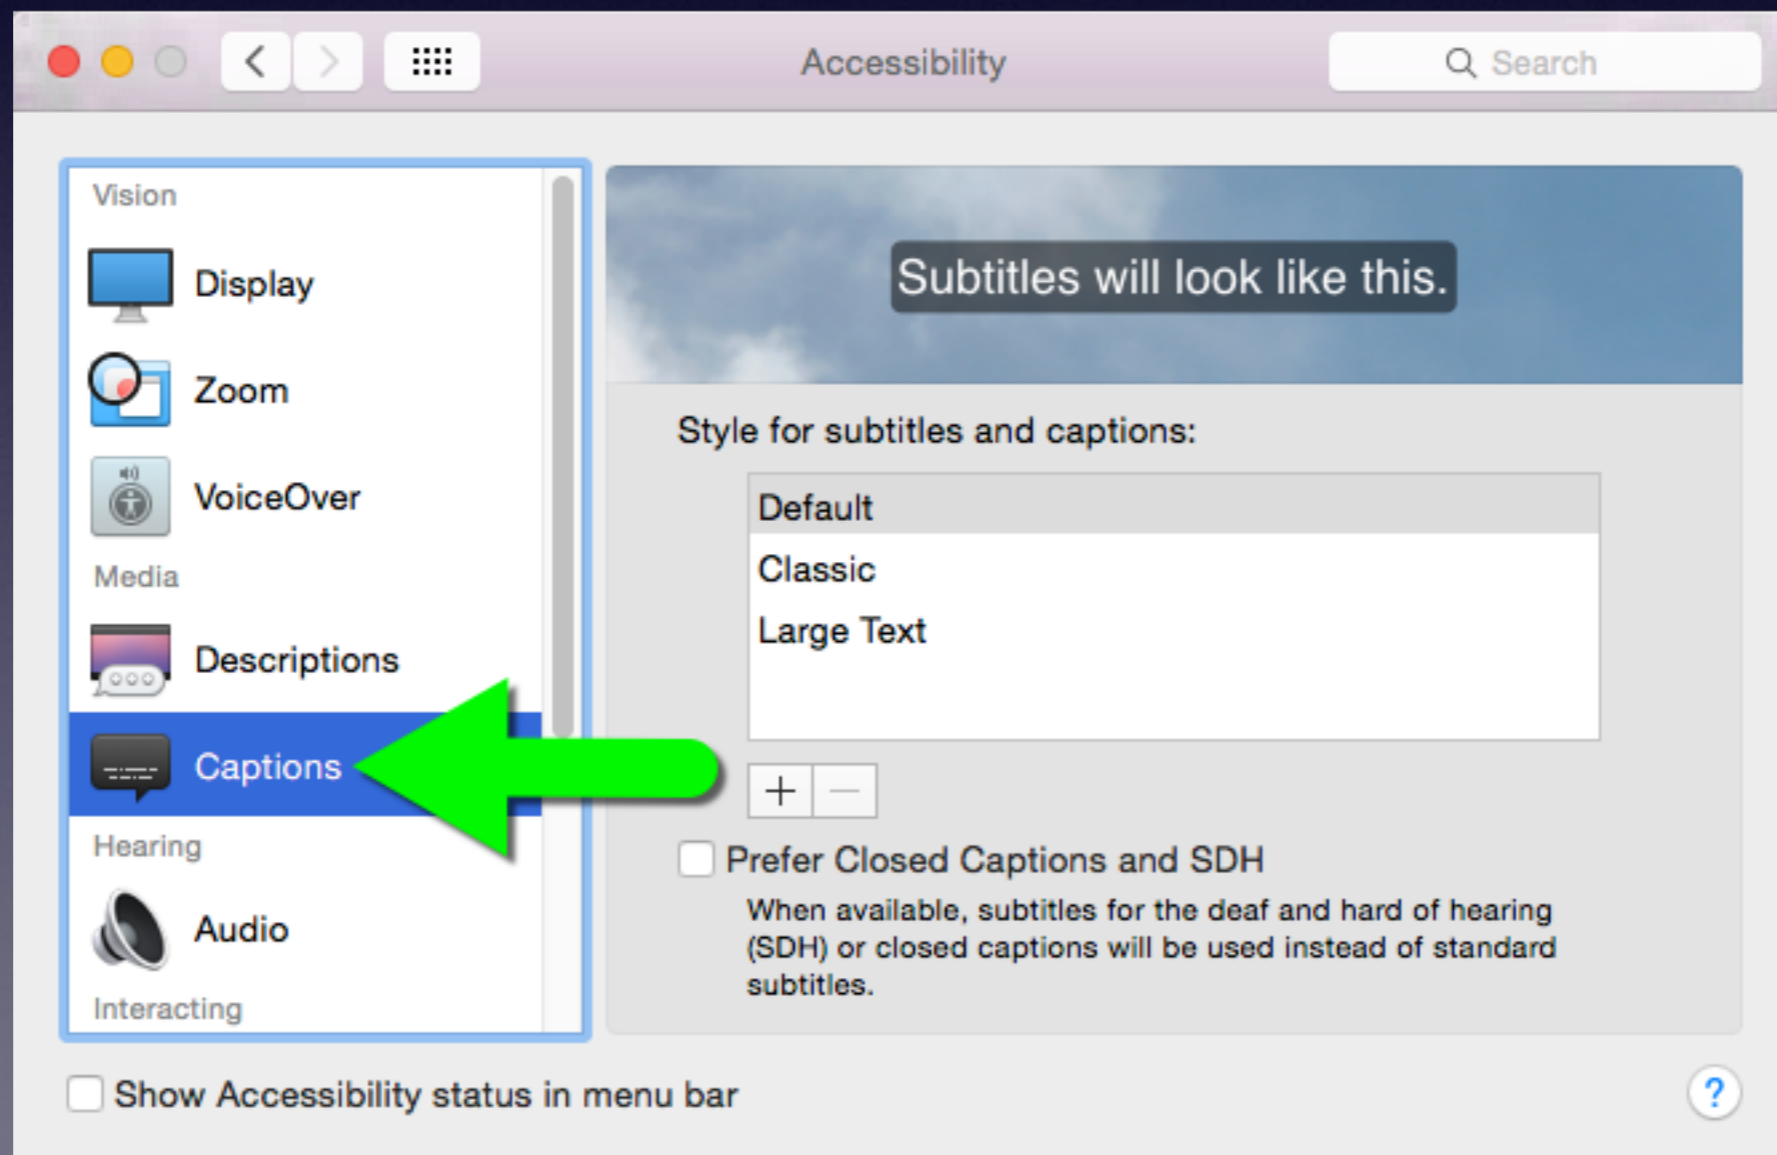 Accessibility
Search
Vision
Display
Zoom
VoiceOver
Media
Descriptions
Captions
Hearing
Audio
Interacting
Subtitles will look like this.
Style for subtitles and captions:
Default
Classic
Large Text
Prefer Closed Captions and SDH
When available, subtitles for the deaf and hard of hearing
(SDH) or closed captions will be used instead of standard
subtitles.
Show Accessibility status in menu bar
?